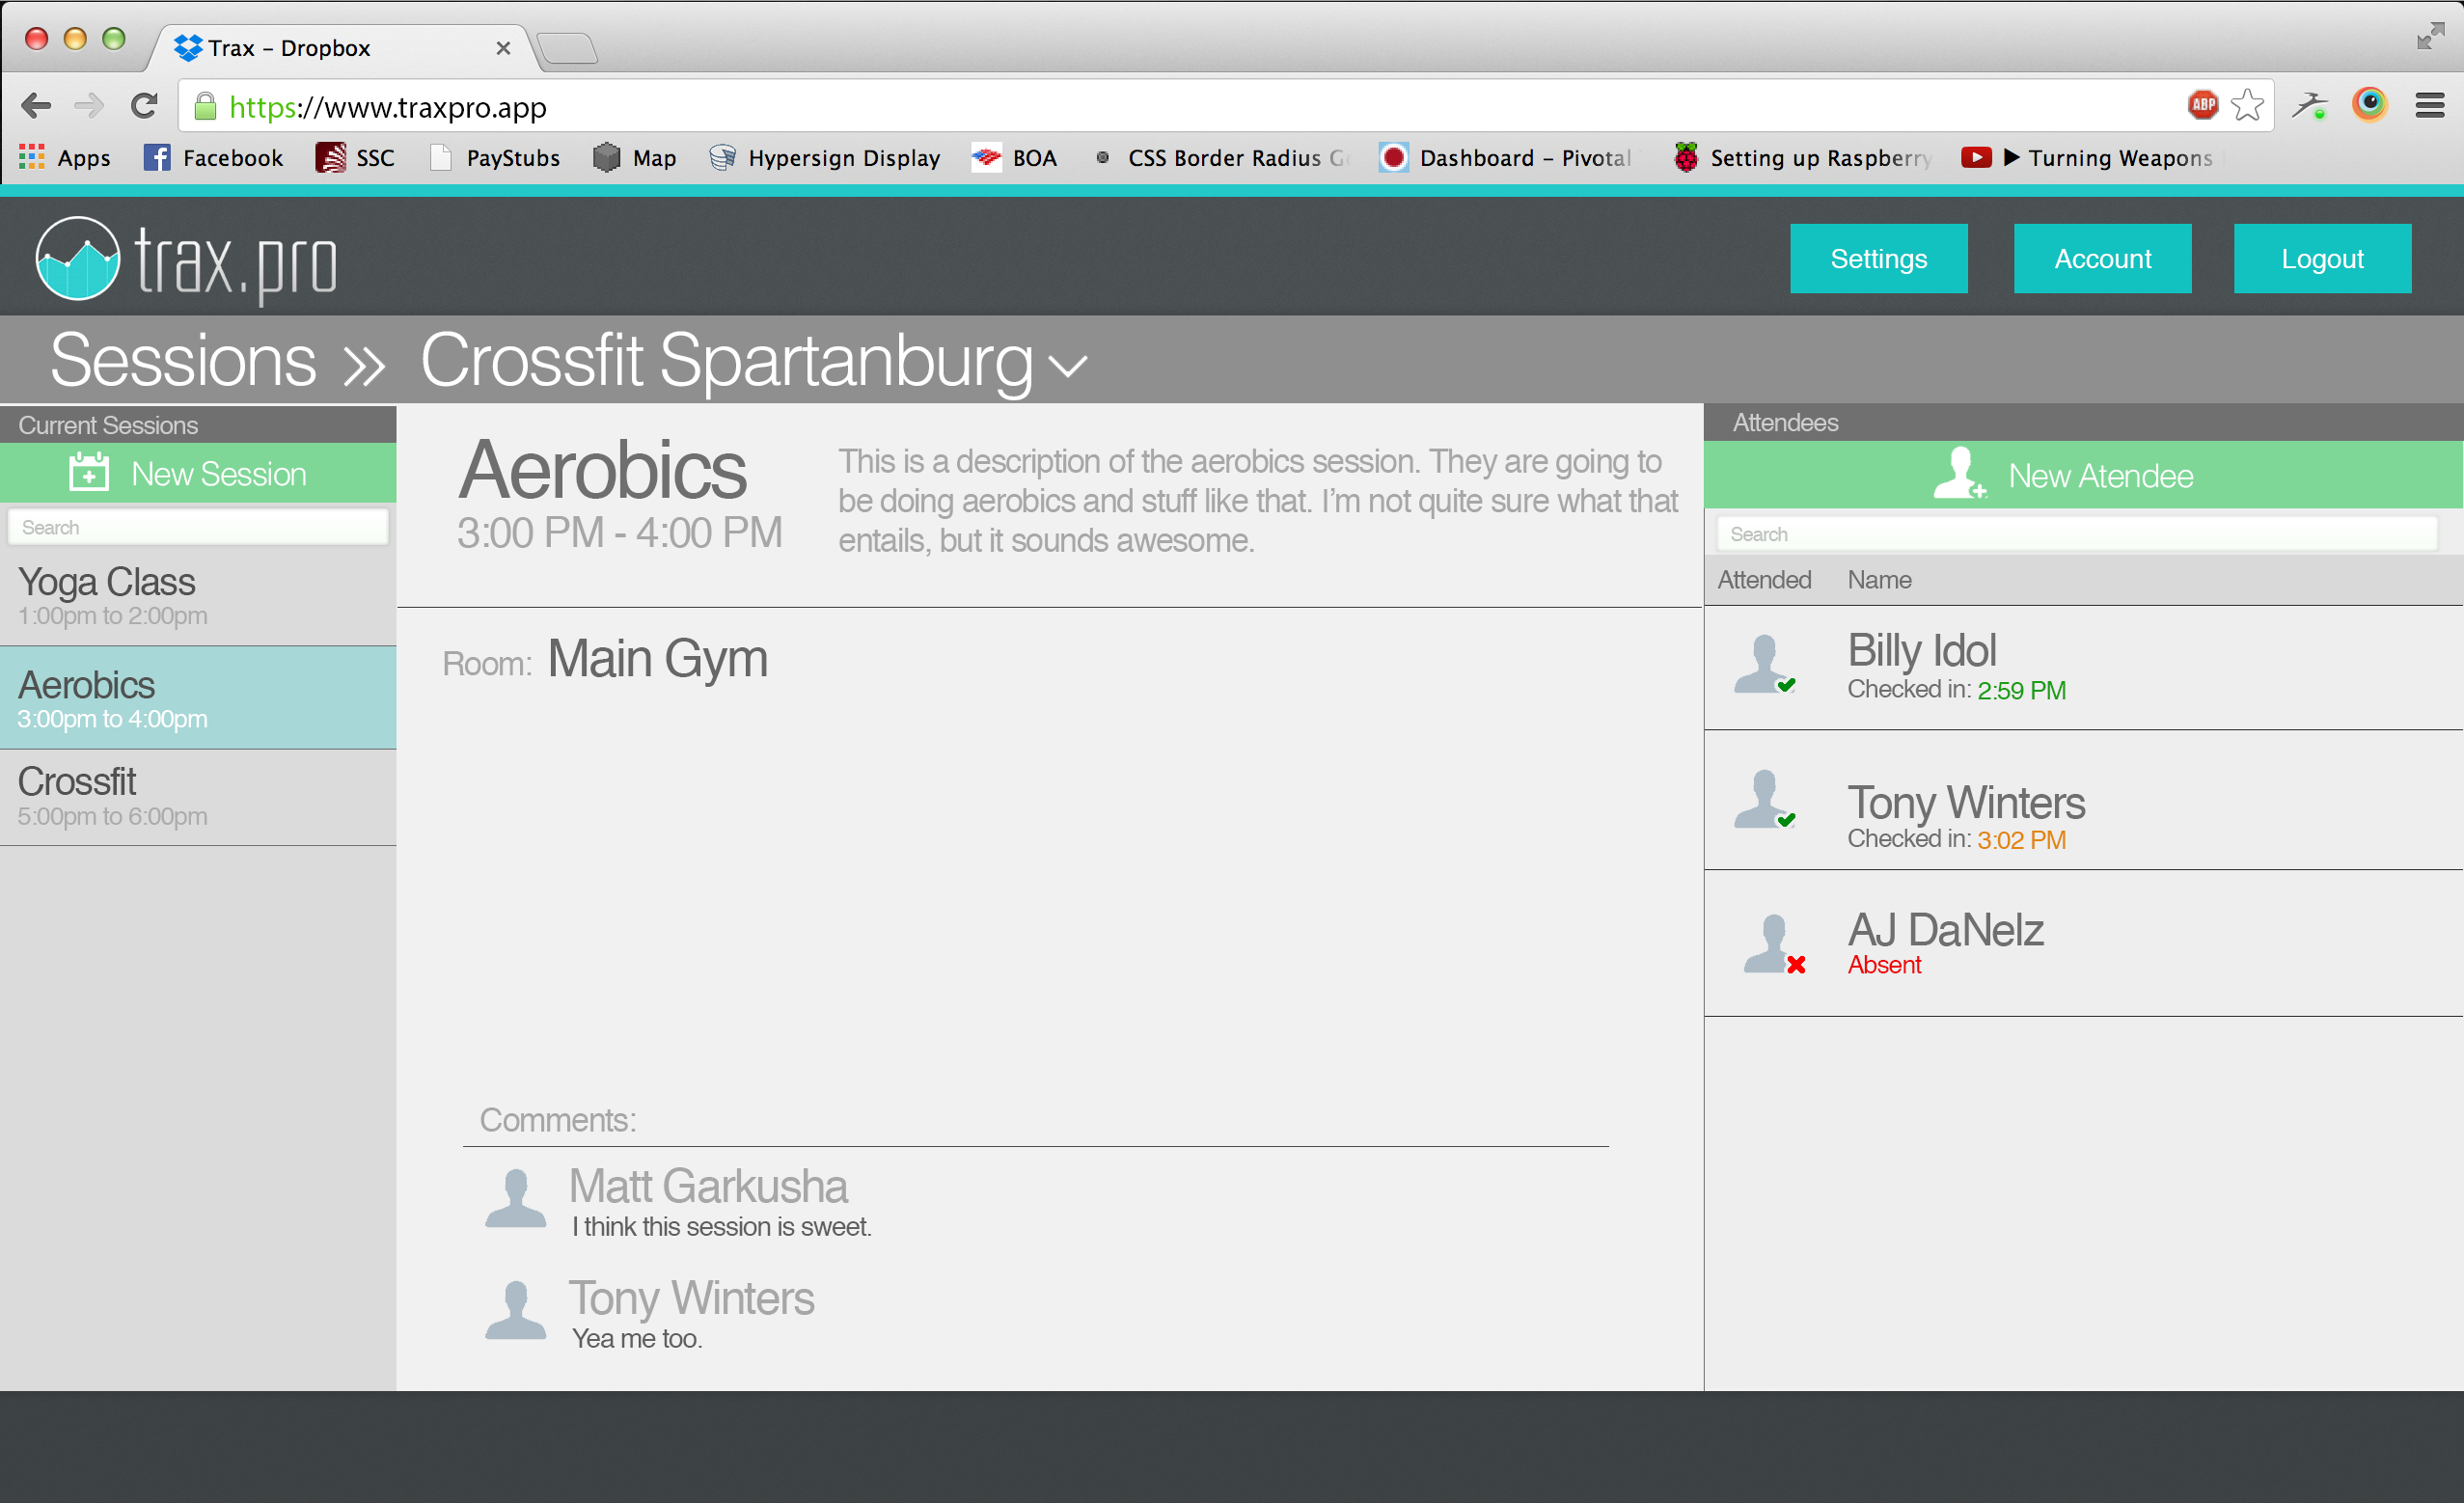 Trax – Dropbox
https://www.traxpro.app
ABP
Apps Facebook SSC PayStubs Map Hypersign Display BOA CSS Border Radius Dashboard – Pivotal Setting up Raspberry ▶ Turning Weapons
trax.pro
Settings Account Logout
Sessions » Crossfit Spartanburg
Current Sessions
New Session
Search
Yoga Class
1:00pm to 2:00pm
Aerobics
3:00pm to 4:00pm
Crossfit
5:00pm to 6:00pm
Aerobics
3:00 PM - 4:00 PM
This is a description of the aerobics session. They are going to
be doing aerobics and stuff like that. I'm not quite sure what that
entails, but it sounds awesome.
Room: Main Gym
Comments:
Matt Garkusha
I think this session is sweet.
Tony Winters
Yea me too.
Attendees
New Atendee
Search
Attended Name
Billy Idol
Checked in: 2:59 PM
Tony Winters
Checked in: 3:02 PM
AJ DaNelz
Absent